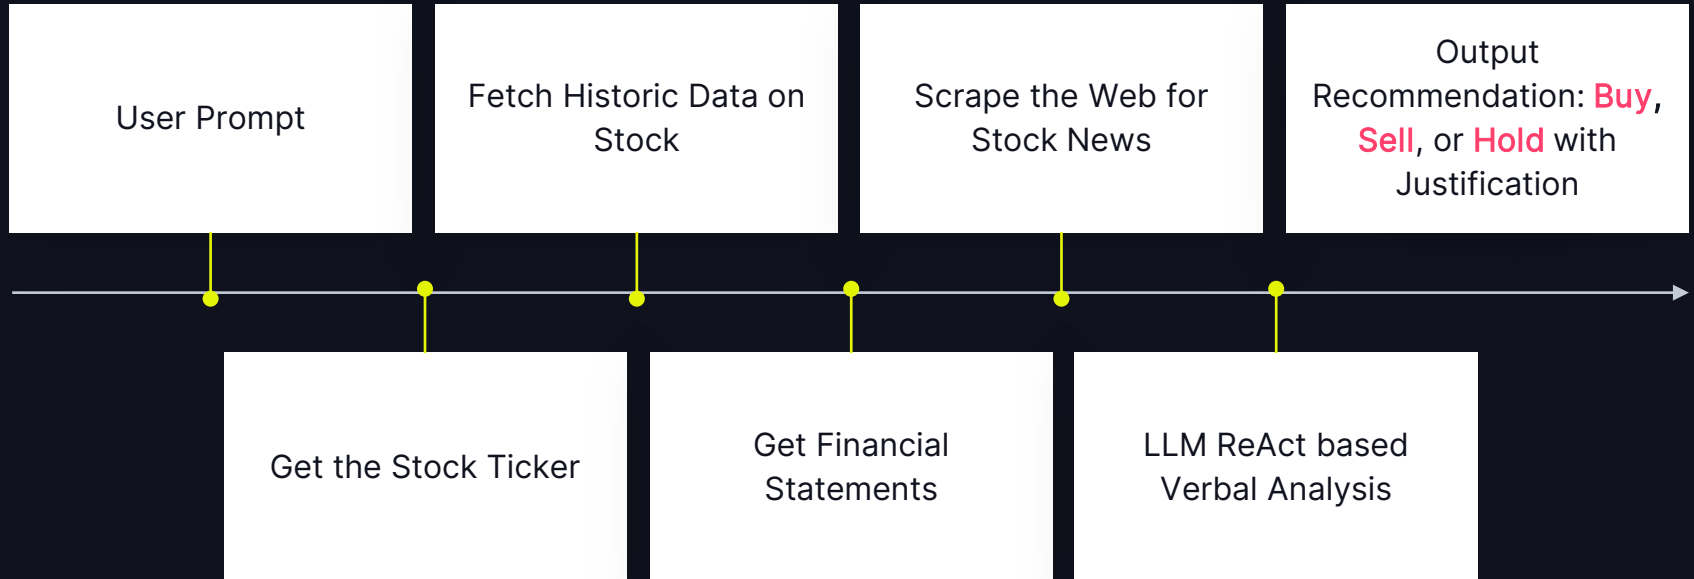 User Prompt
Fetch Historic Data on
Stock
Scrape the Web for
Stock News
Output
Recommendation: Buy,
Sell, or Hold with
Justification
Get the Stock Ticker
Get Financial
Statements
LLM ReAct based
Verbal Analysis